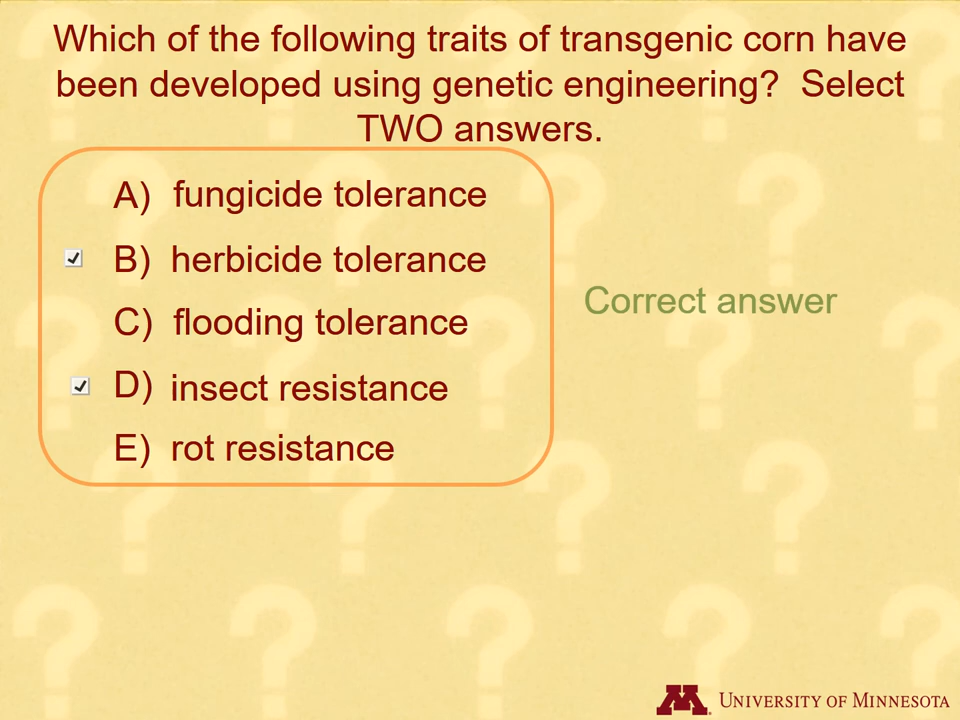 Which of the following traits of transgenic corn have
been developed using genetic engineering?  Select
TWO answers.
A)  fungicide tolerance
B)  herbicide tolerance
C)  flooding tolerance
D)  insect resistance
E)  rot resistance
Correct answer
M
UNIVERSITY OF MINNESOTA